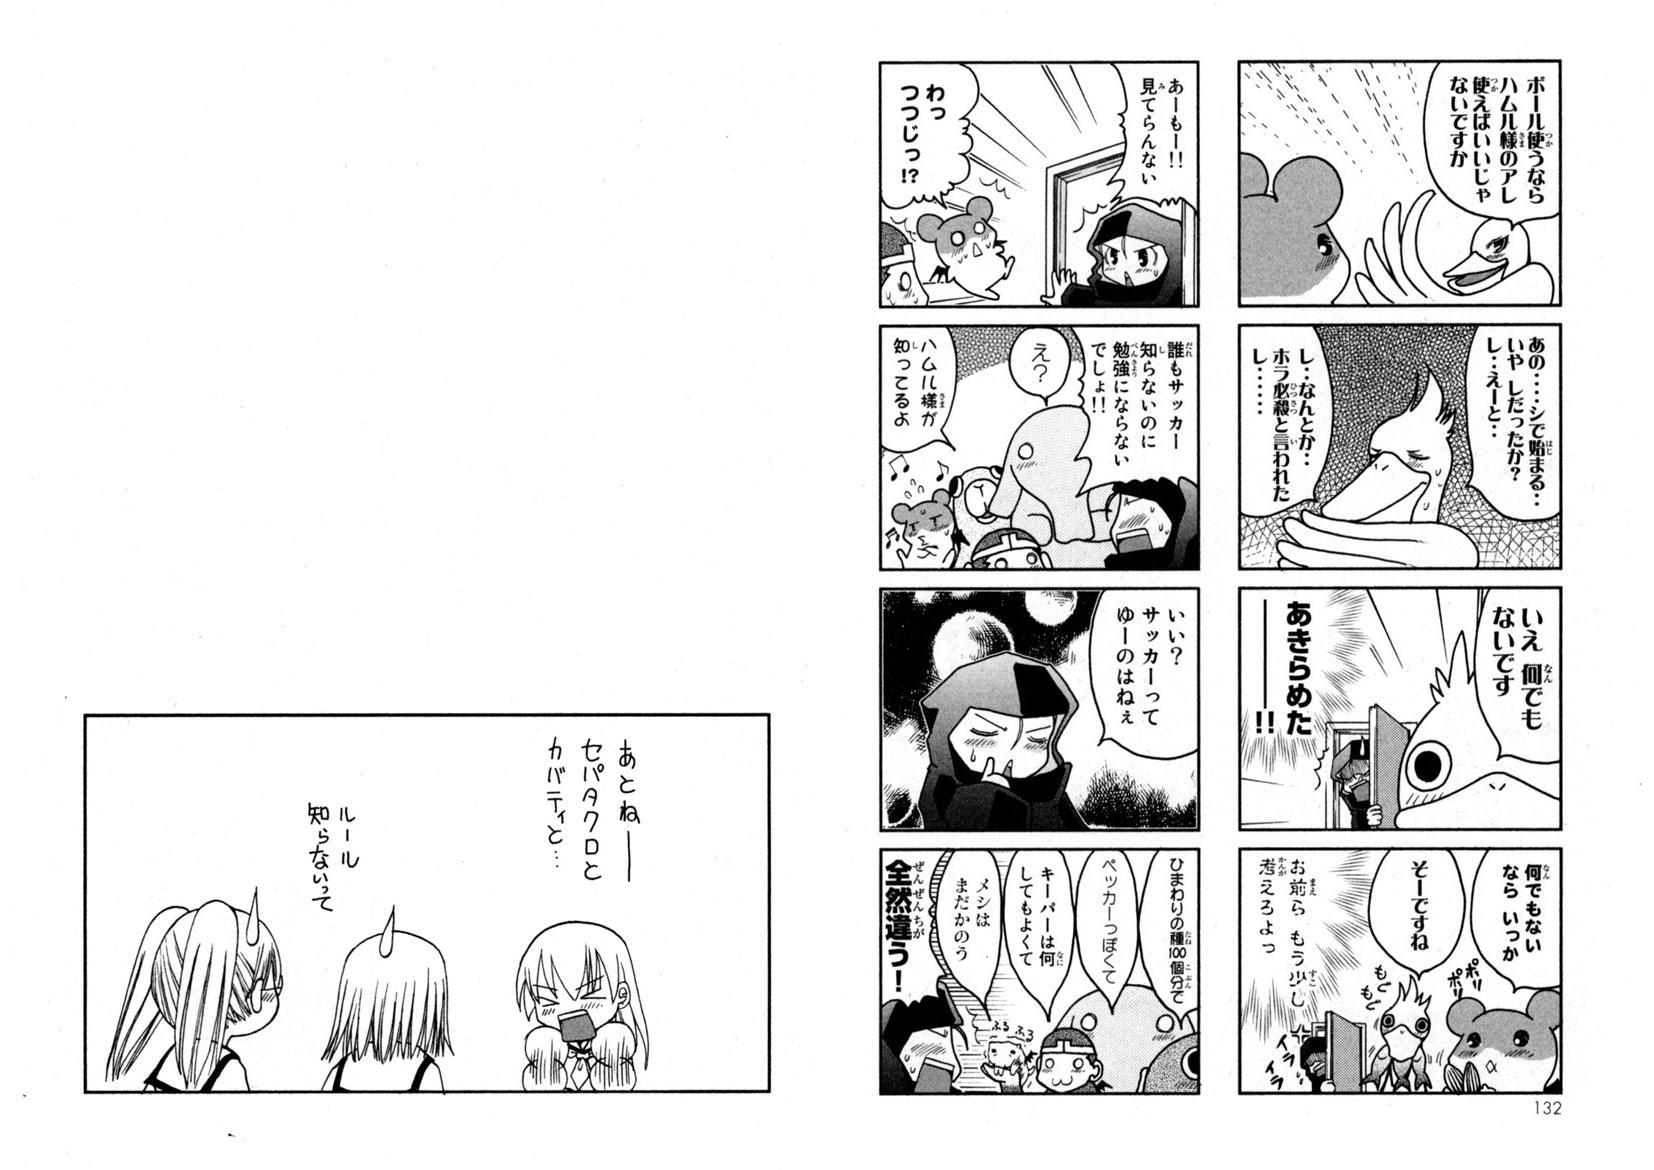 ボール使うなら
ハムル様のアレ
使えばいいじゃ
ないですか
あの‥‥シで始まる‥
いや しだったか？
し‥えーと‥
し‥なんとか‥
ホラ必殺と言われた
し‥‥‥
いえ 何でも
ないです
あきらめた
――!!
何でもない
なら いっか
そーですね
ポリ
ポリ
もぐ
もぐ
お前ら もう少し
考えろよっ
イラ
イラ
あーもー!!
見てらんない
わっ
つつじっ!?
誰もサッカー
知らないのに
勉強にならない
でしょ!!
え？
ハムル様が
知ってるよ
いい？
サッカーって
ゆーのはねぇ
ひまわりの種100個分で
ペッカーっぽくて
キーパーは何
してもよくて
メシは
まだかのう
ふる
ふる
全然違う！
132
あとねー
セパタクロと
カバディと…
ルール
知らないって